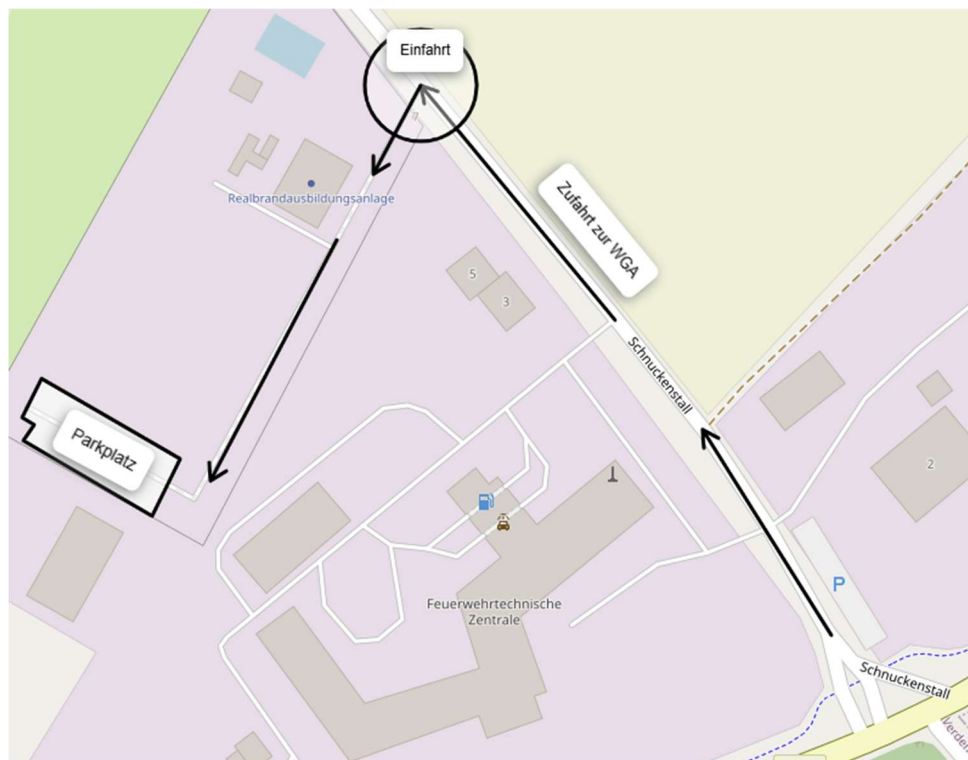 Einfahrt
Realbrandausbildungsanlage
Zufahrt zur WGA
5
3
Schnuckenstall
Parkplatz
2
P
Feuerwehrtechnische
Zentrale
Schnuckenstall